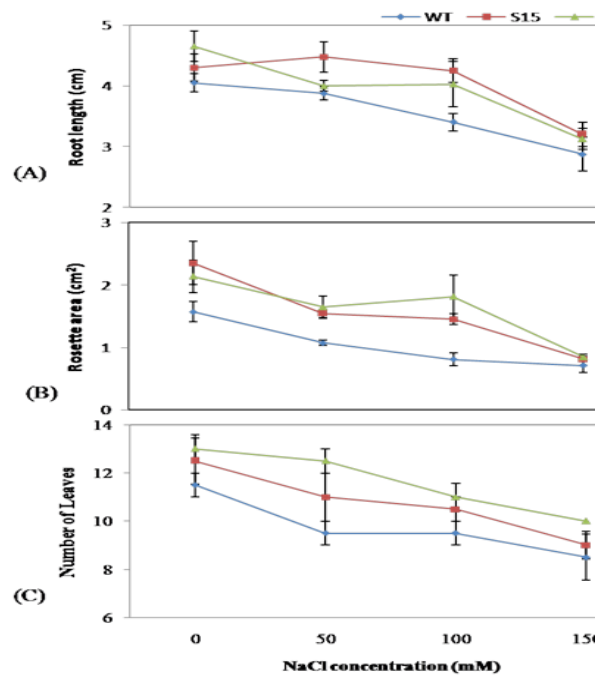 WT S15
5
4
3
2
Root length (cm)
(A)
3
2
1
0
Rosette area (cm²)
(B)
14
12
10
8
6
Number of Leaves
(C)
0 50 100 150
NaCl concentration (mM)